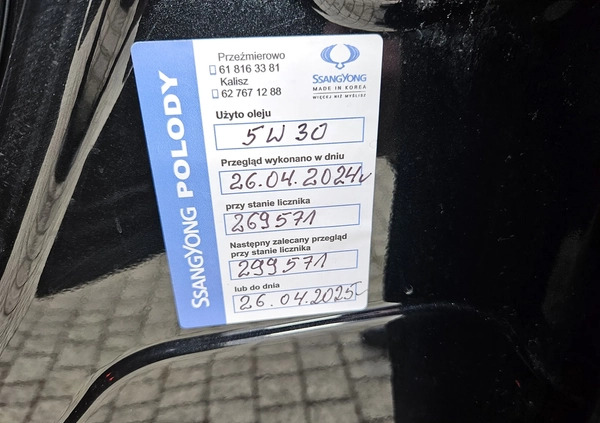 Przeźmierowo
61 816 33 81
Kalisz
62 767 12 88
SSANGYONG
MADE IN KOREA
WIĘCEJ NIŻ MYŚLISZ
SSANGYONG POLODY
Użyto oleju
5W30
Przegląd wykonano w dniu
26.04.2024r
przy stanie licznika
269571
Następny zalecany przegląd
przy stanie licznika
299571
lub do dnia
26.04.2025r